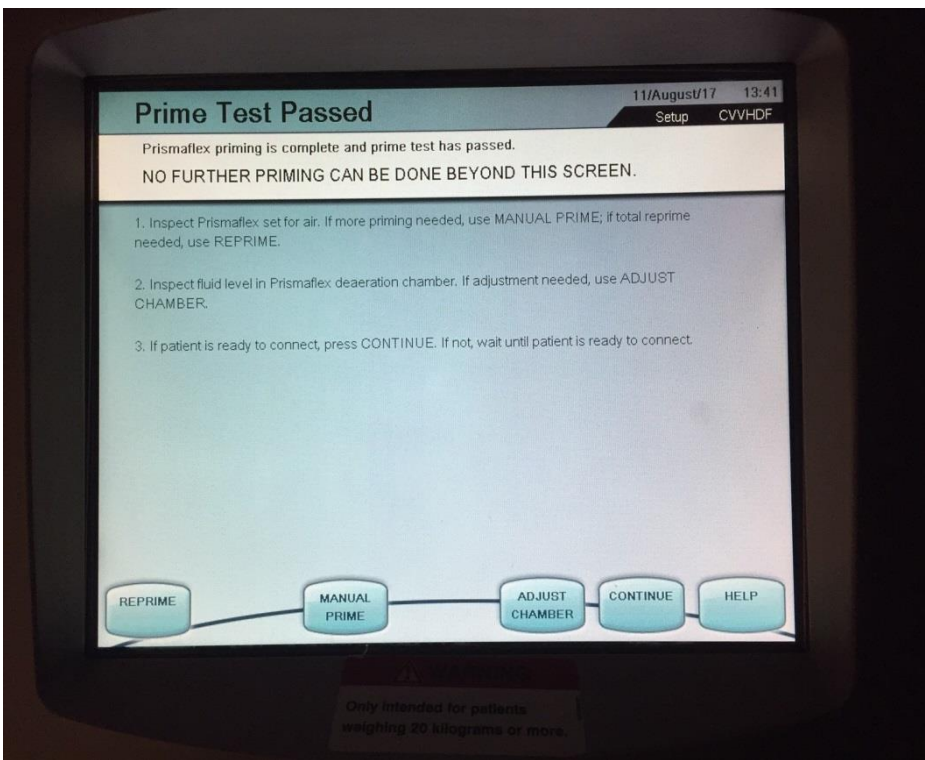 11/August/17 13:41
Prime Test Passed
Setup CVVHDF
Prismaflex priming is complete and prime test has passed.
NO FURTHER PRIMING CAN BE DONE BEYOND THIS SCREEN.
1. Inspect Prismaflex set for air. If more priming needed, use MANUAL PRIME; if total reprime
needed, use REPRIME.
2. Inspect fluid level in Prismaflex deaeration chamber. If adjustment needed, use ADJUST
CHAMBER.
3. If patient is ready to connect, press CONTINUE. If not, wait until patient is ready to connect.
REPRIME
MANUAL
PRIME
ADJUST
CHAMBER
CONTINUE
HELP
WARNING
Only intended for patients
weighing 20 kilograms or more.